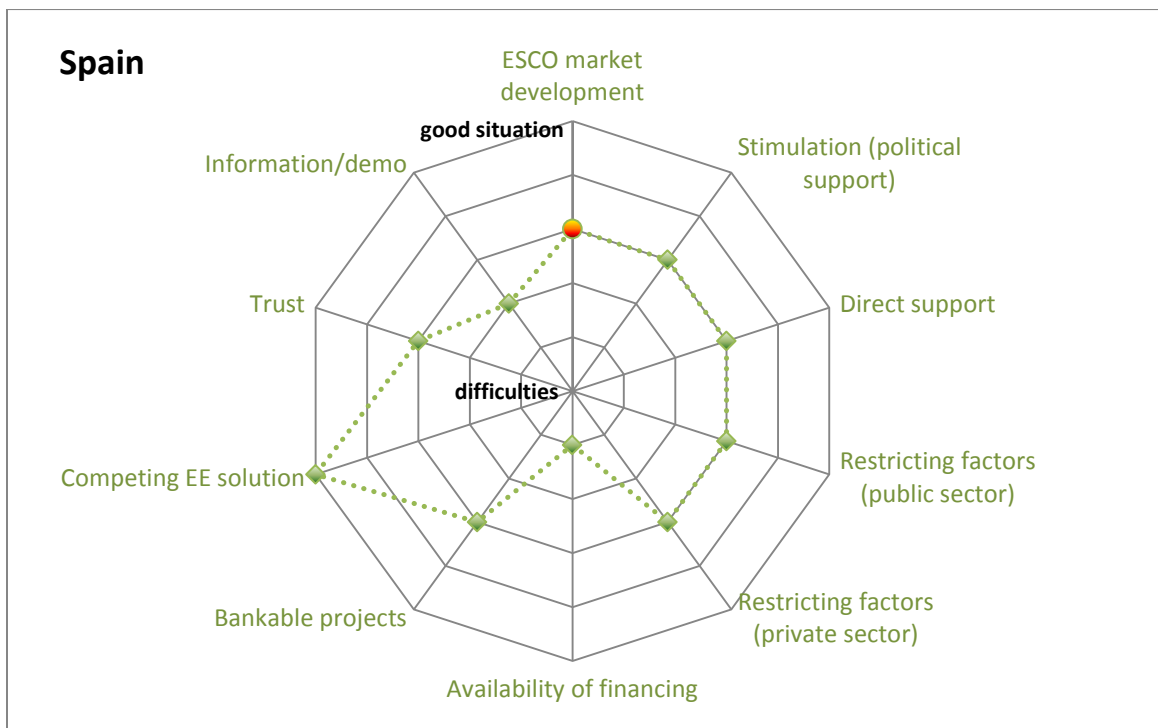 Spain
ESCO market
development
good situation
Stimulation (political
support)
Information/demo
Trust
Direct support
difficulties
Competing EE solution
Restricting factors
(public sector)
Bankable projects
Restricting factors
(private sector)
Availability of financing